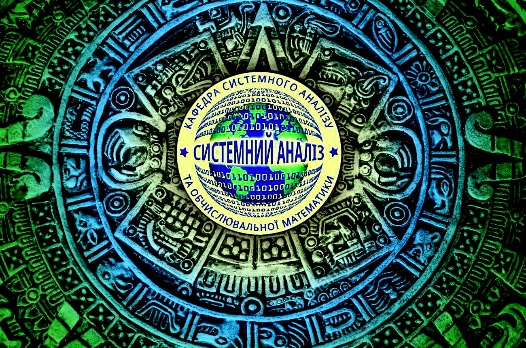 КАФЕДРА СИСТЕМНОГО АНАЛІЗУ
СИСТЕМНИЙ АНАЛІЗ
ТА ОБЧИСЛЮВАЛЬНОЇ МАТЕМАТИКИ